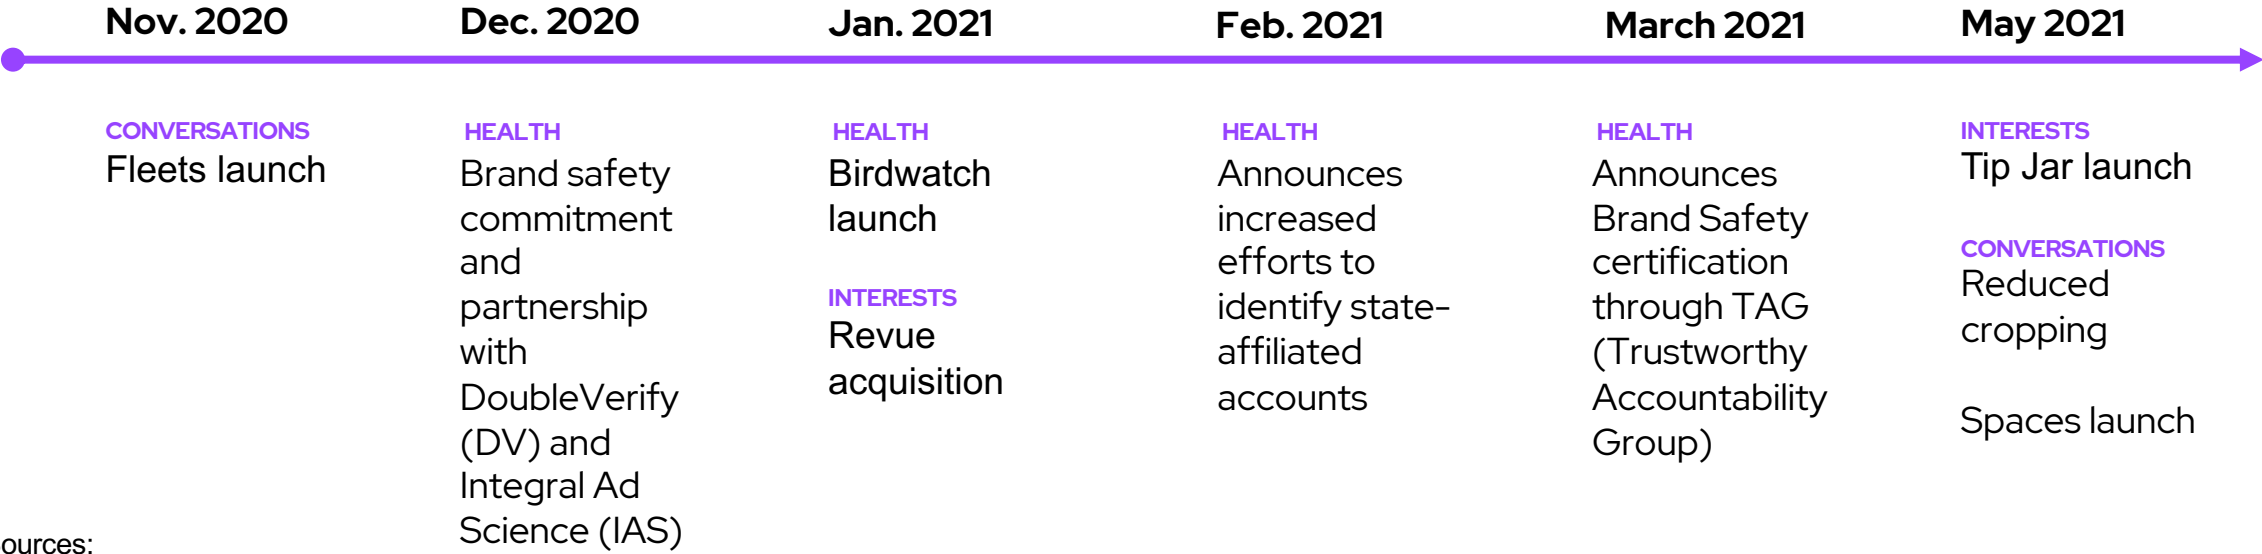 Nov. 2020
CONVERSATIONS
Fleets launch
Dec. 2020
HEALTH
Brand safety
commitment
and
partnership
with
DoubleVerify
(DV) and
Integral Ad
Science (IAS)
Jan. 2021
HEALTH
Birdwatch
launch
INTERESTS
Revue
acquisition
Feb. 2021
HEALTH
Announces
increased
efforts to
identify state-
affiliated
accounts
March 2021
HEALTH
Announces
Brand Safety
certification
through TAG
(Trustworthy
Accountability
Group)
May 2021
INTERESTS
Tip Jar launch
CONVERSATIONS
Reduced
cropping
Spaces launch
ources: